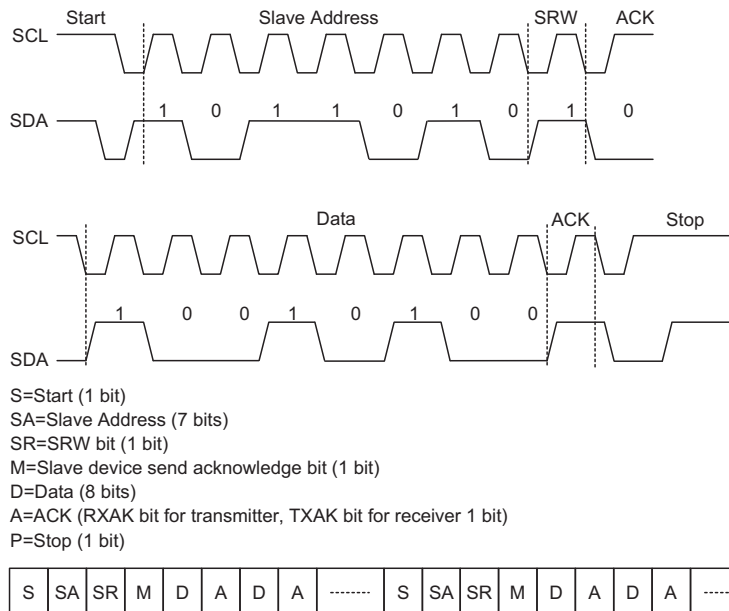 Start Slave Address SRW ACK
SCL
1 0 1 1 0 1 0 1 0
SDA
Data ACK Stop
SCL
1 0 0 1 0 1 0 0
SDA
S=Start (1 bit)
SA=Slave Address (7 bits)
SR=SRW bit (1 bit)
M=Slave device send acknowledge bit (1 bit)
D=Data (8 bits)
A=ACK (RXAK bit for transmitter, TXAK bit for receiver 1 bit)
P=Stop (1 bit)
S SA SR M D A D A ........ S SA SR M D A D A .....